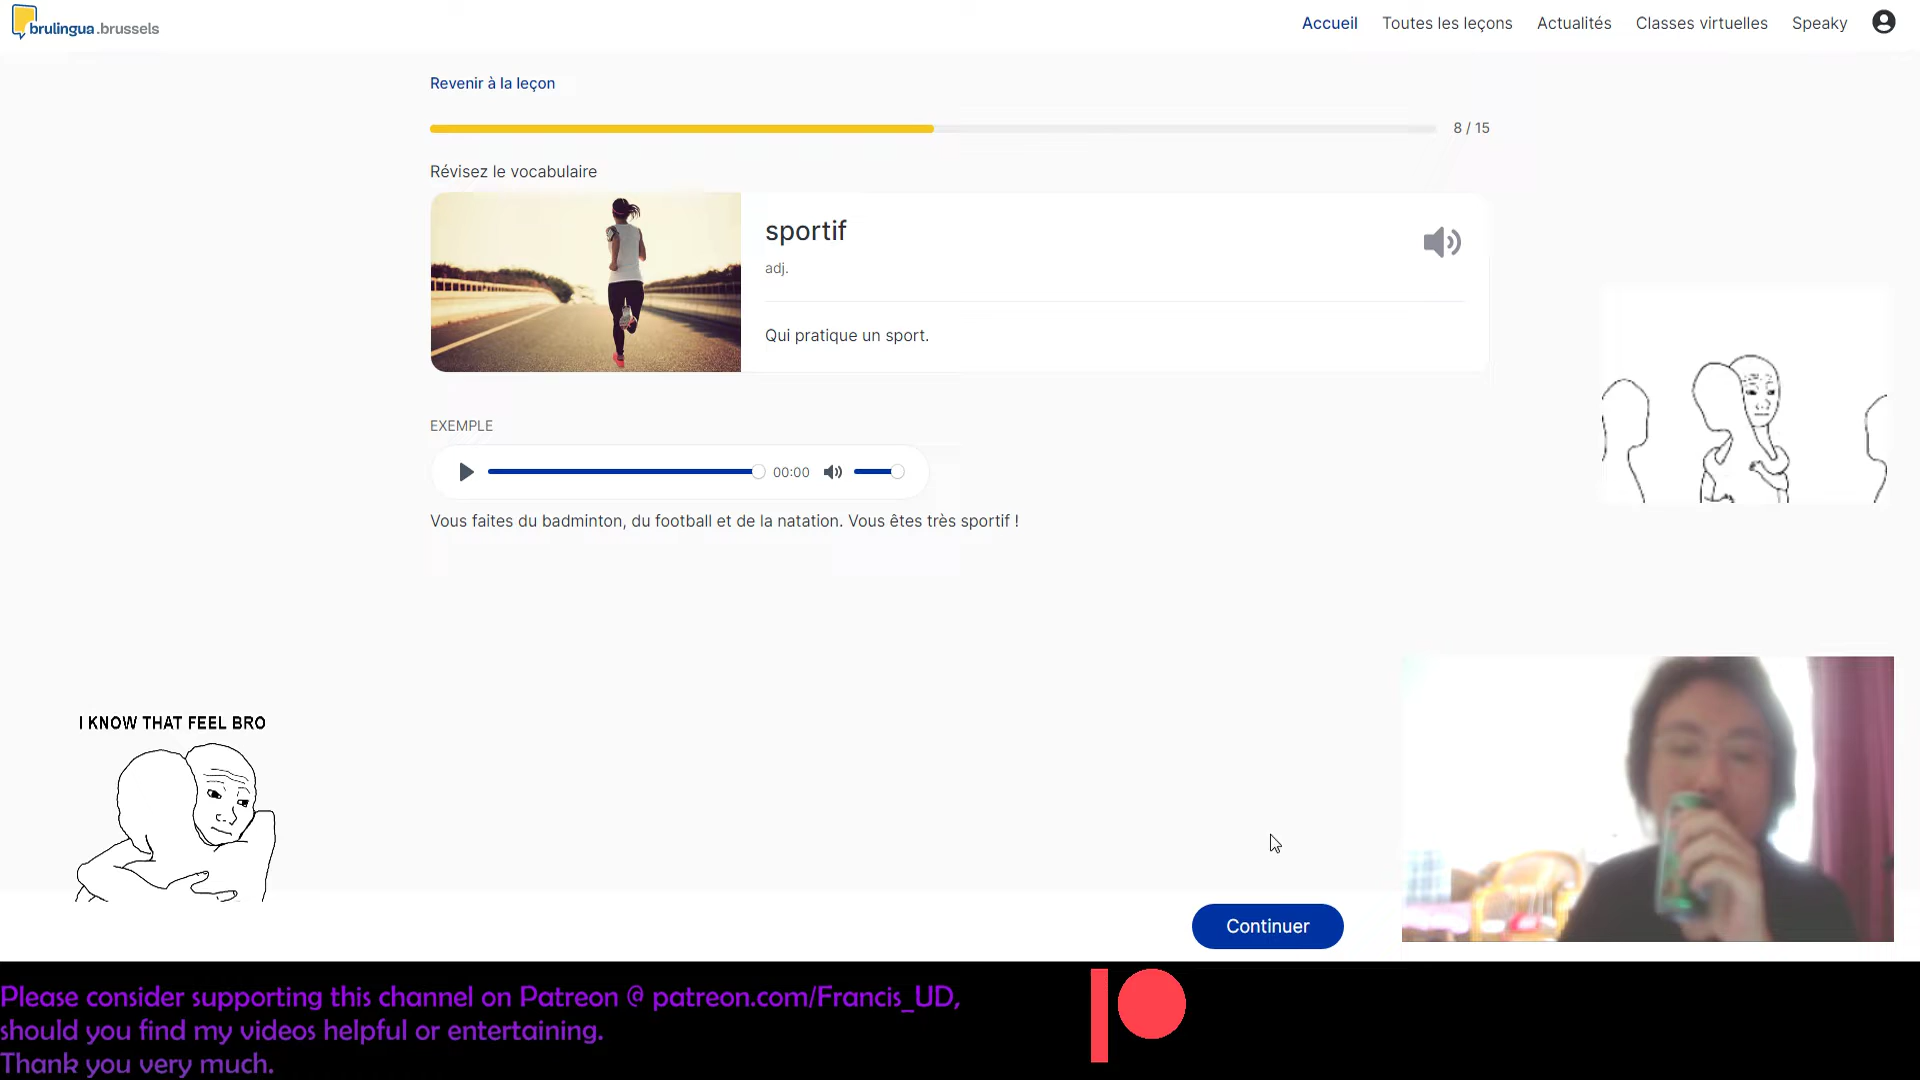 brulingua.brussels
Accueil Toutes les leçons Actualités Classes virtuelles Speaky
Revenir à la leçon
8 / 15
Révisez le vocabulaire
sportif
adj.
Qui pratique un sport.
EXEMPLE
00:00
Vous faites du badminton, du football et de la natation. Vous êtes très sportif !
I KNOW THAT FEEL BRO
Continuer
Please consider supporting this channel on Patreon @ patreon.com/Francis_UD,
should you find my videos helpful or entertaining.
Thank you very much.